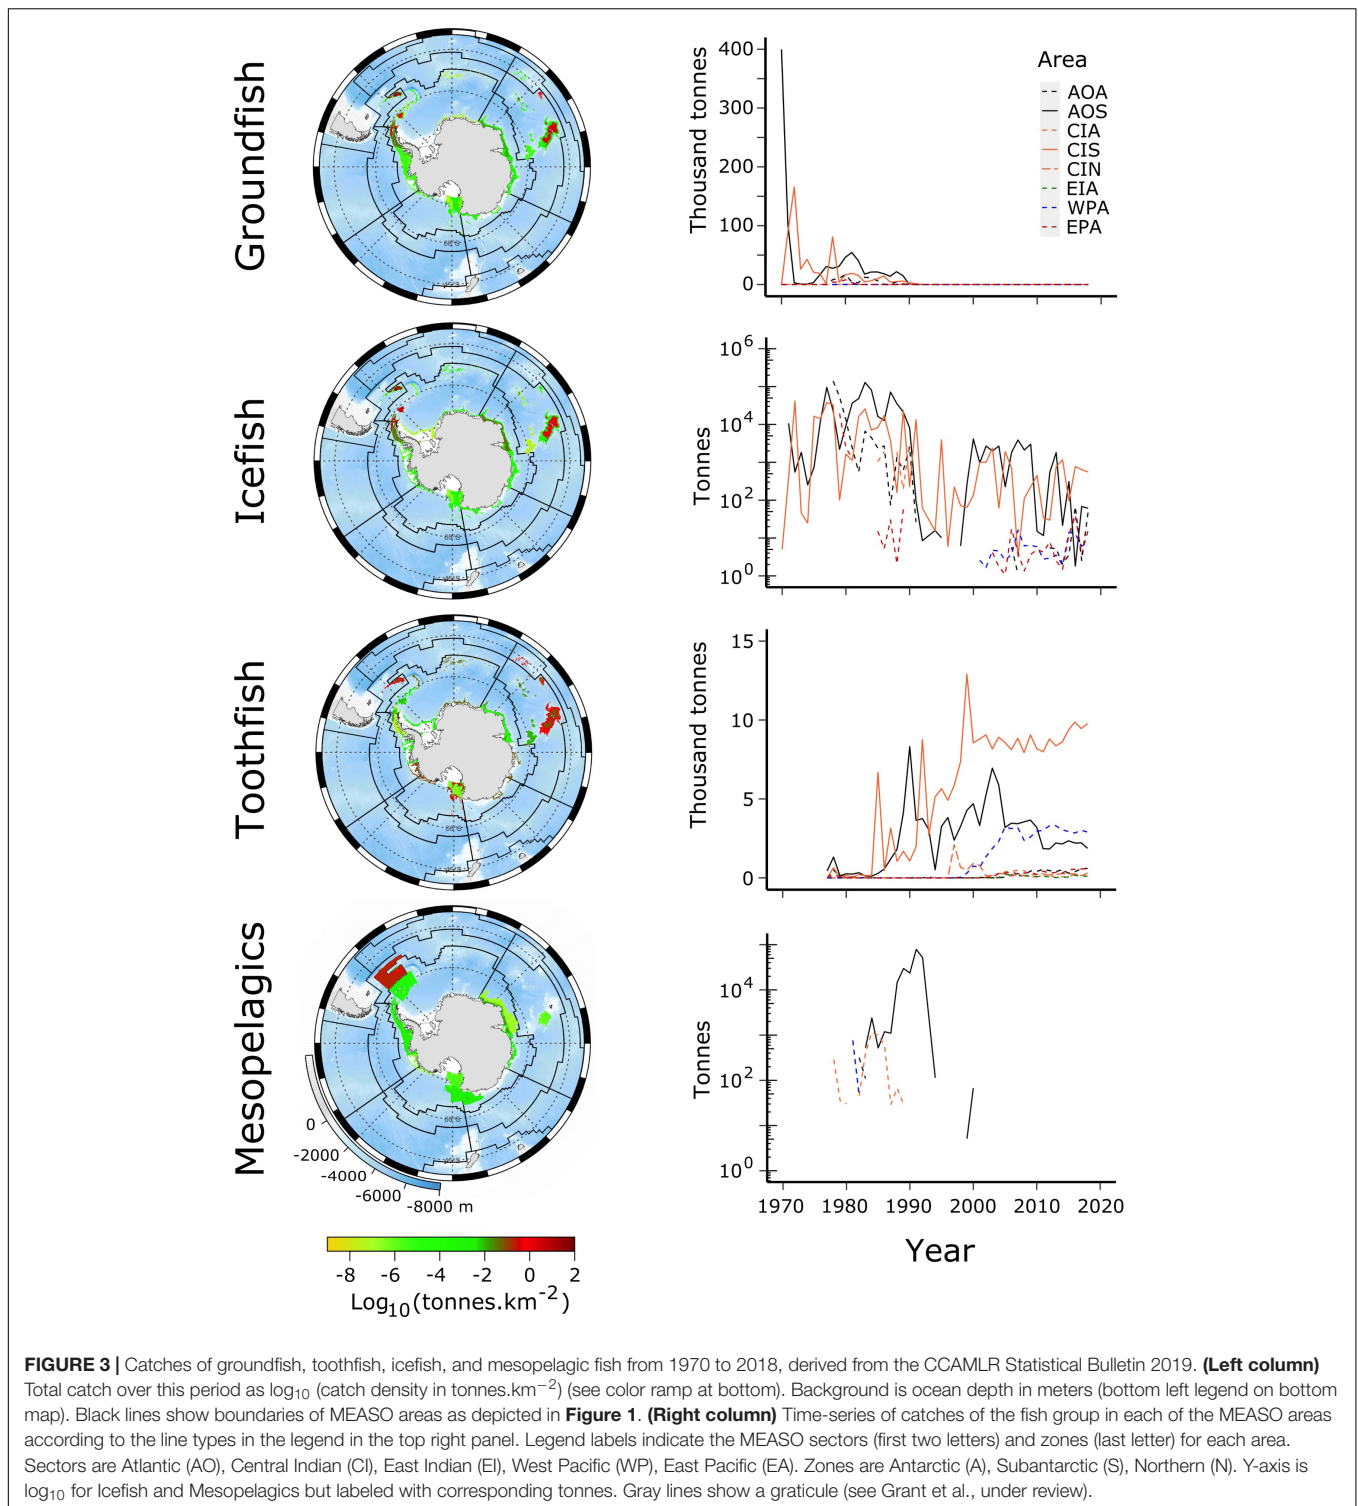 Groundfish
Thousand tonnes
400
300
200
100
0
Area
AOA
AOS
CIA
CIS
CIN
EIA
WPA
EPA
Icefish
Tonnes
10^6
10^4
10^2
10^0
Toothfish
Thousand tonnes
15
10
5
0
Mesopelagics
Tonnes
10^4
10^2
10^0
0
-2000
-4000
-6000
-8000 m
1970 1980 1990 2000 2010 2020
Year
-8 -6 -4 -2 0 2
Log10(tonnes.km^-2)
FIGURE 3 | Catches of groundfish, toothfish, icefish, and mesopelagic fish from 1970 to 2018, derived from the CCAMLR Statistical Bulletin 2019. (Left column)
Total catch over this period as log10 (catch density in tonnes.km−2) (see color ramp at bottom). Background is ocean depth in meters (bottom left legend on bottom
map). Black lines show boundaries of MEASO areas as depicted in Figure 1. (Right column) Time-series of catches of the fish group in each of the MEASO areas
according to the line types in the legend in the top right panel. Legend labels indicate the MEASO sectors (first two letters) and zones (last letter) for each area.
Sectors are Atlantic (AO), Central Indian (CI), East Indian (EI), West Pacific (WP), East Pacific (EA). Zones are Antarctic (A), Subantarctic (S), Northern (N). Y-axis is
log10 for Icefish and Mesopelagics but labeled with corresponding tonnes. Gray lines show a graticule (see Grant et al., under review).